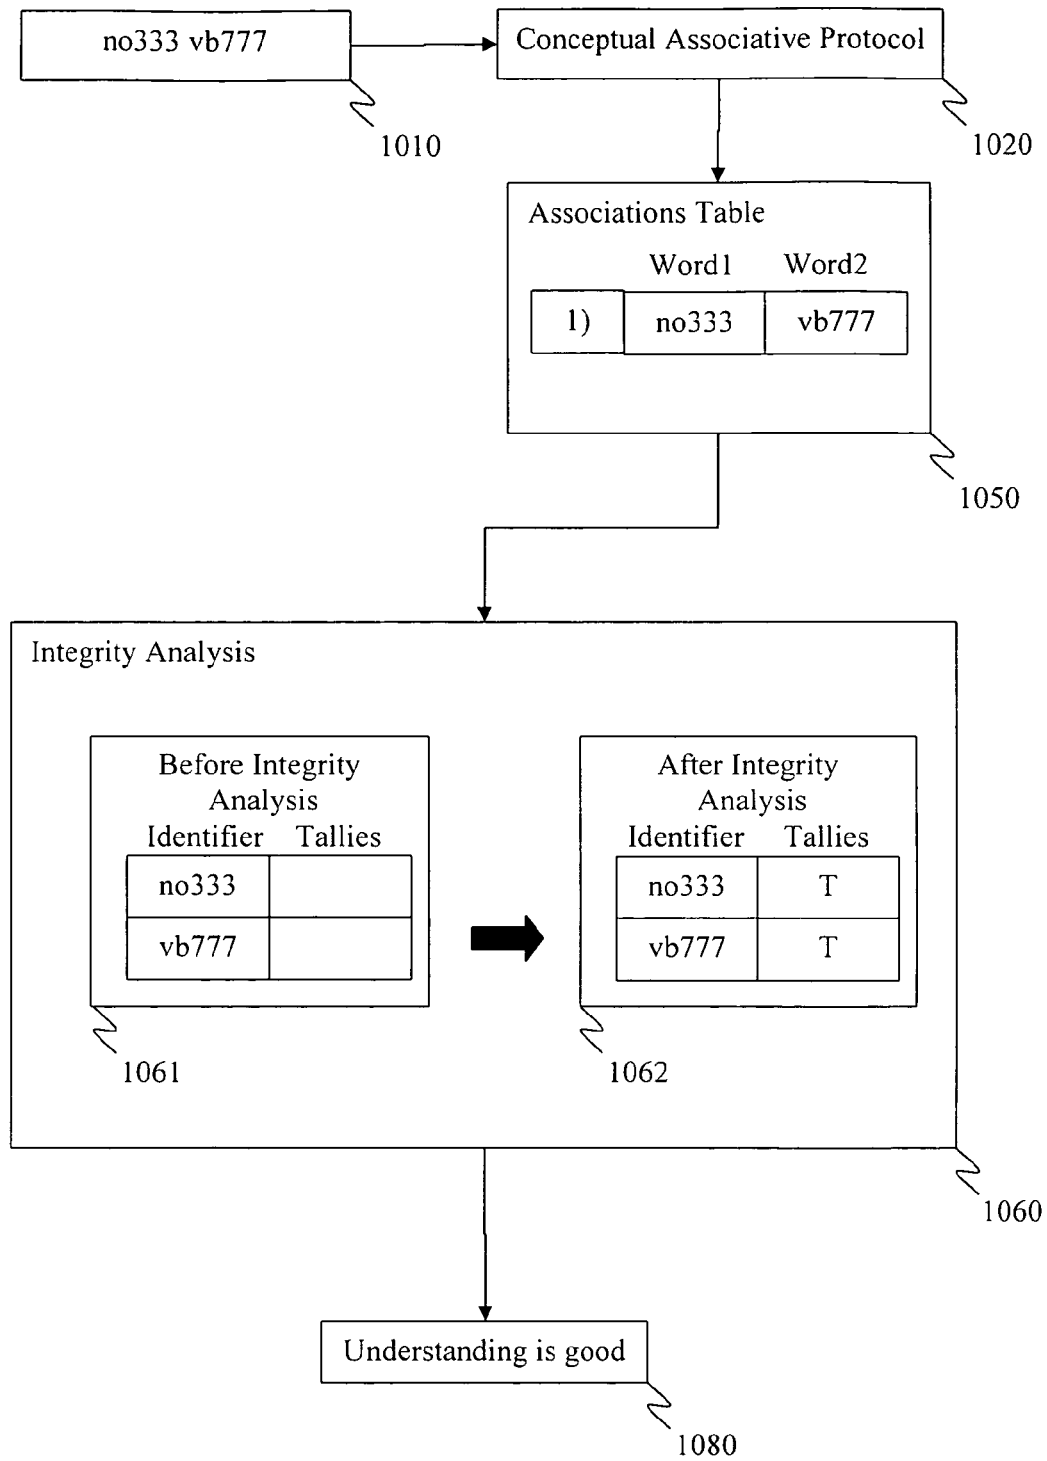 no333 vb777
Conceptual Associative Protocol
1010
1020
Associations Table
Word1 Word2
1) no333 vb777
1050
Integrity Analysis
Before Integrity
Analysis
Identifier Tallies
no333
vb777
1061
After Integrity
Analysis
Identifier Tallies
no333 T
vb777 T
1062
1060
Understanding is good
1080